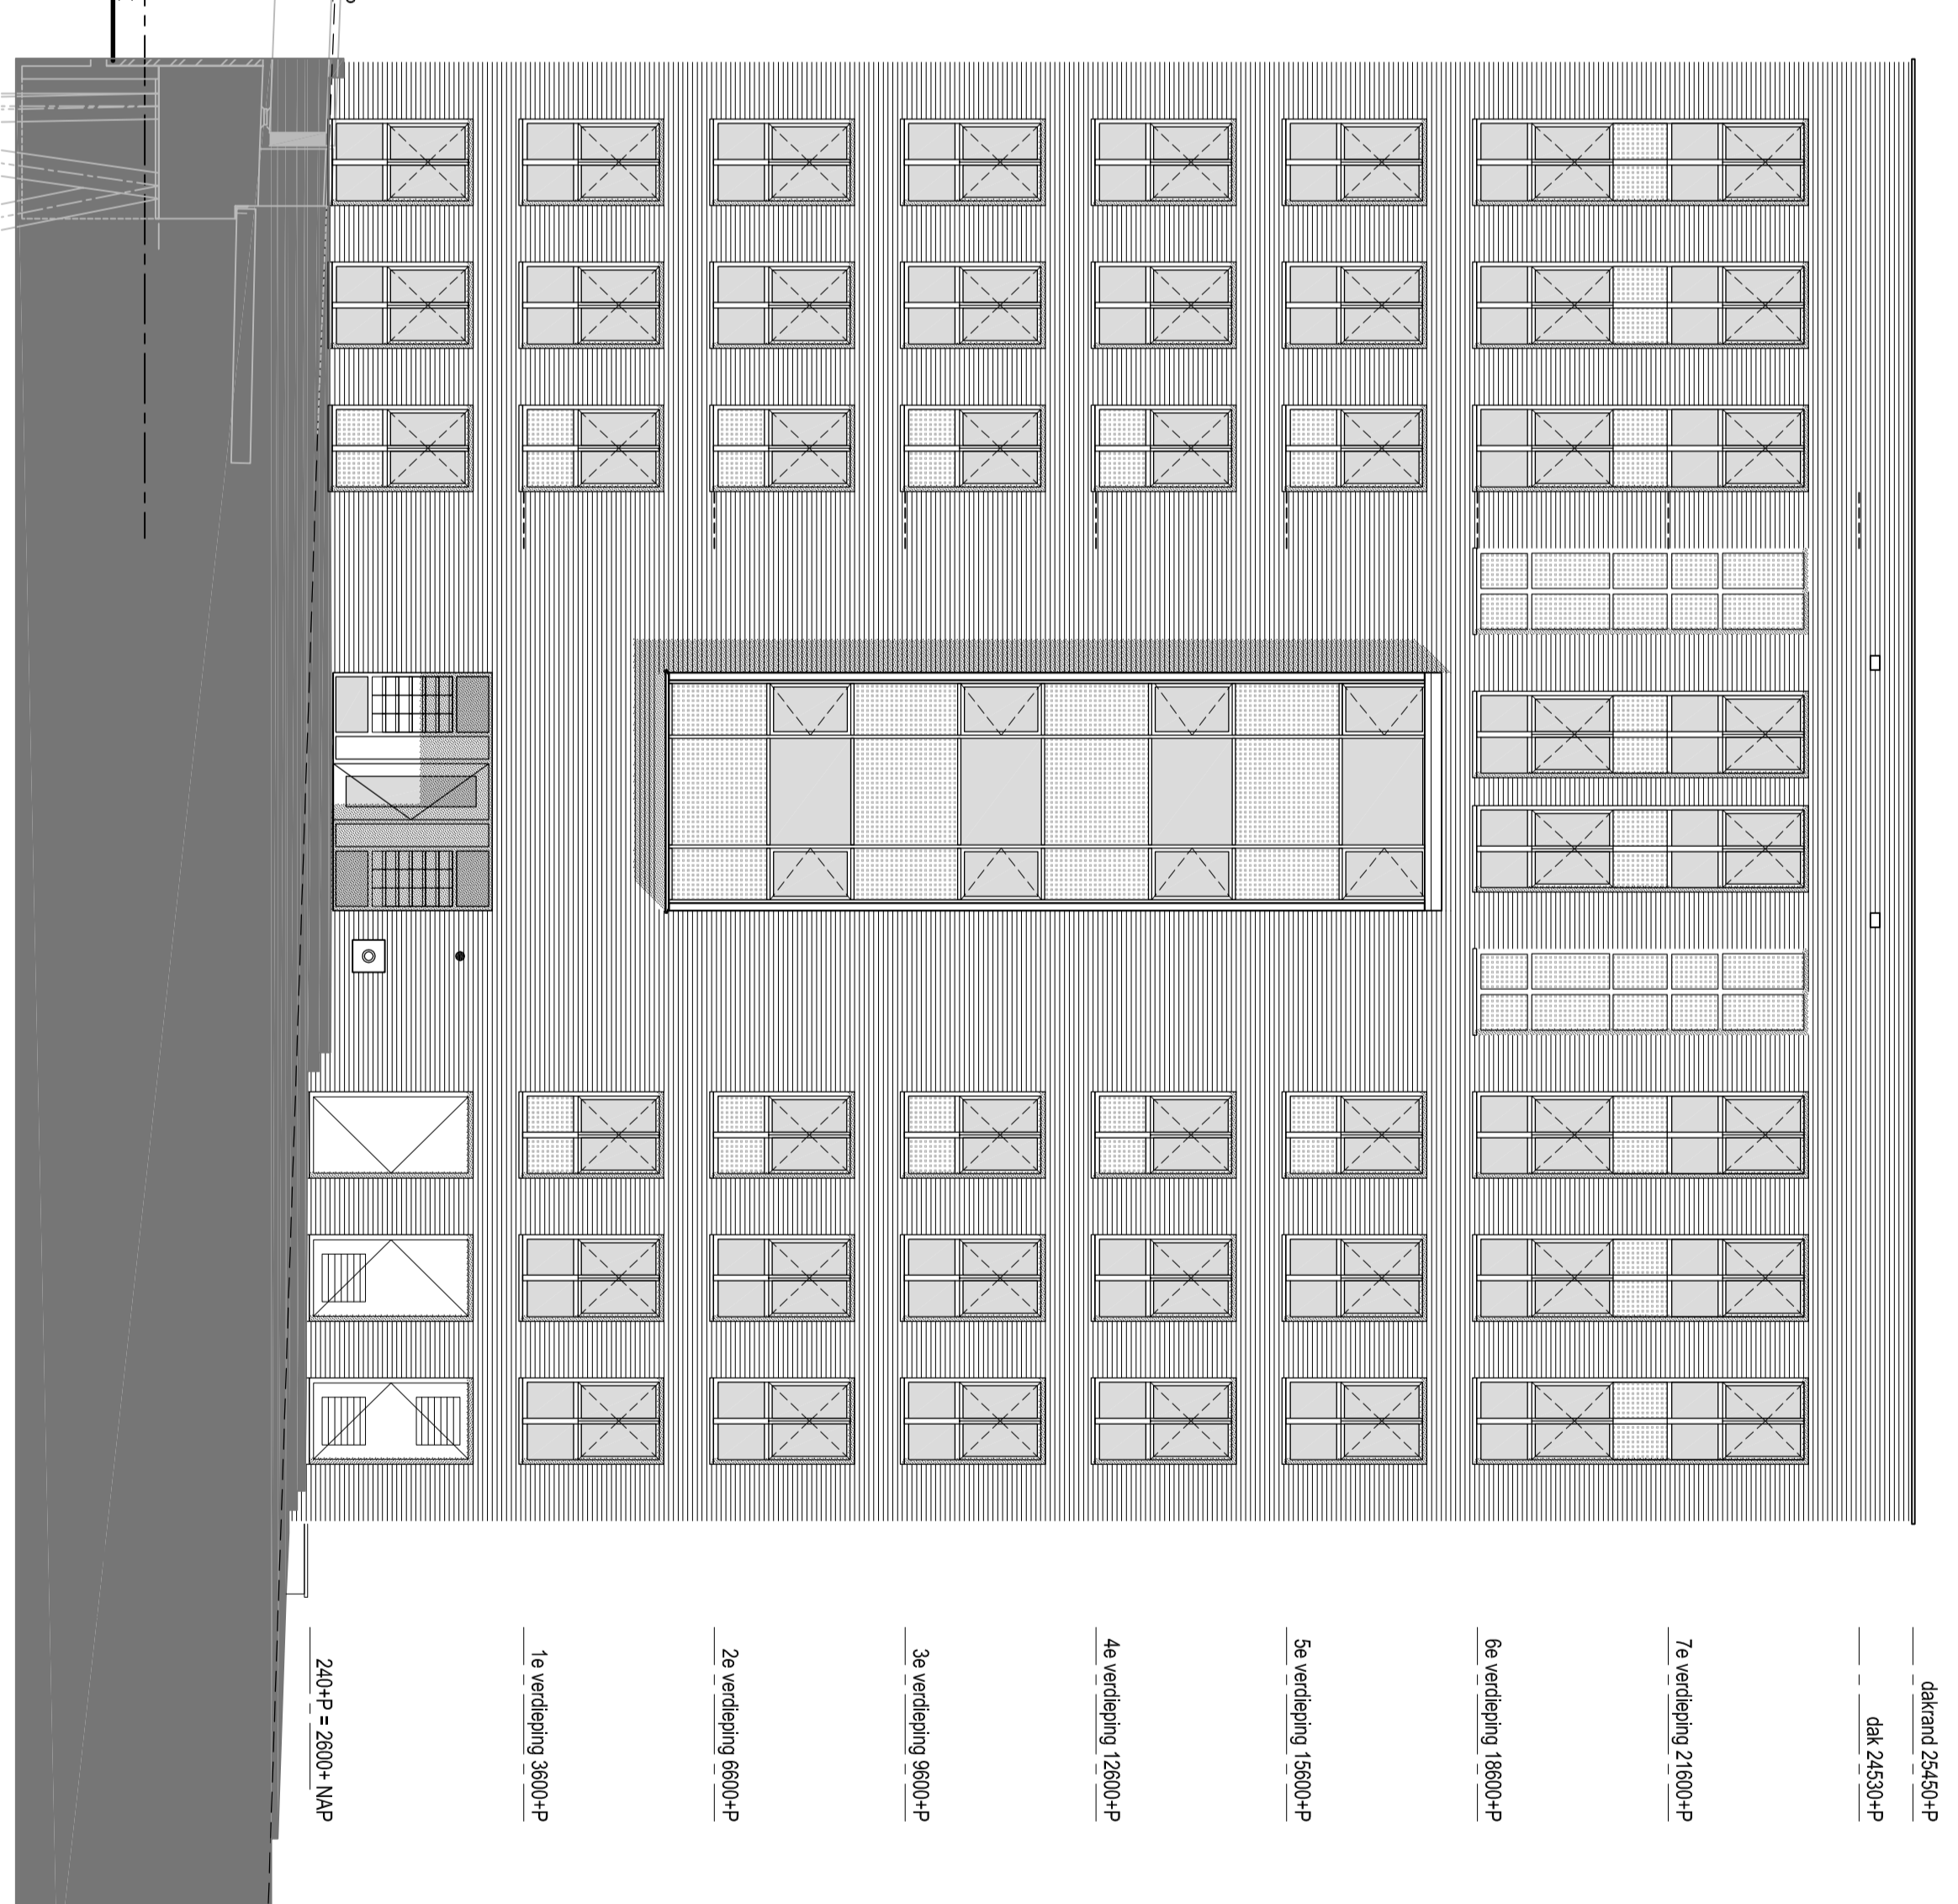 dakrand 25450+P
dak 24530+P
7e verdieping 21600+P
6e verdieping 18600+P
5e verdieping 15600+P
4e verdieping 12600+P
3e verdieping 9600+P
2e verdieping 6600+P
1e verdieping 3600+P
240+P = 2600+ NAP